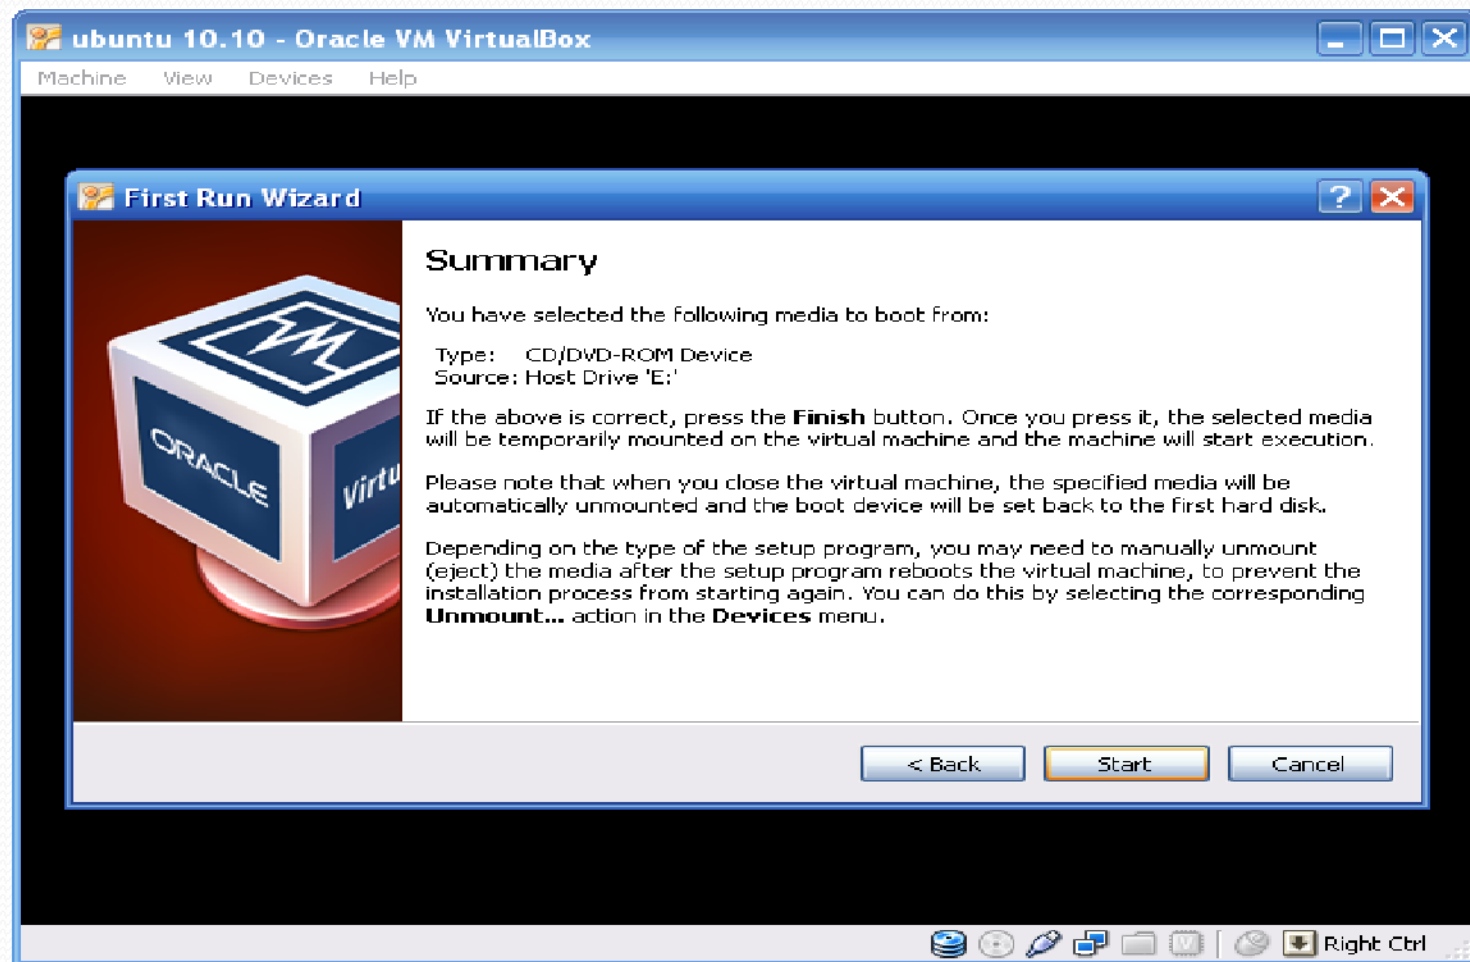 ubuntu 10.10 - Oracle VM VirtualBox
Machine View Devices Help
First Run Wizard
Summary
You have selected the following media to boot from:
Type: CD/DVD-ROM Device
Source: Host Drive 'E:'
If the above is correct, press the Finish button. Once you press it, the selected media
will be temporarily mounted on the virtual machine and the machine will start execution.
Please note that when you close the virtual machine, the specified media will be
automatically unmounted and the boot device will be set back to the first hard disk.
Depending on the type of the setup program, you may need to manually unmount
(eject) the media after the setup program reboots the virtual machine, to prevent the
installation process from starting again. You can do this by selecting the corresponding
Unmount... action in the Devices menu.
ORACLE
Virtu
< Back Start Cancel
Right Ctrl